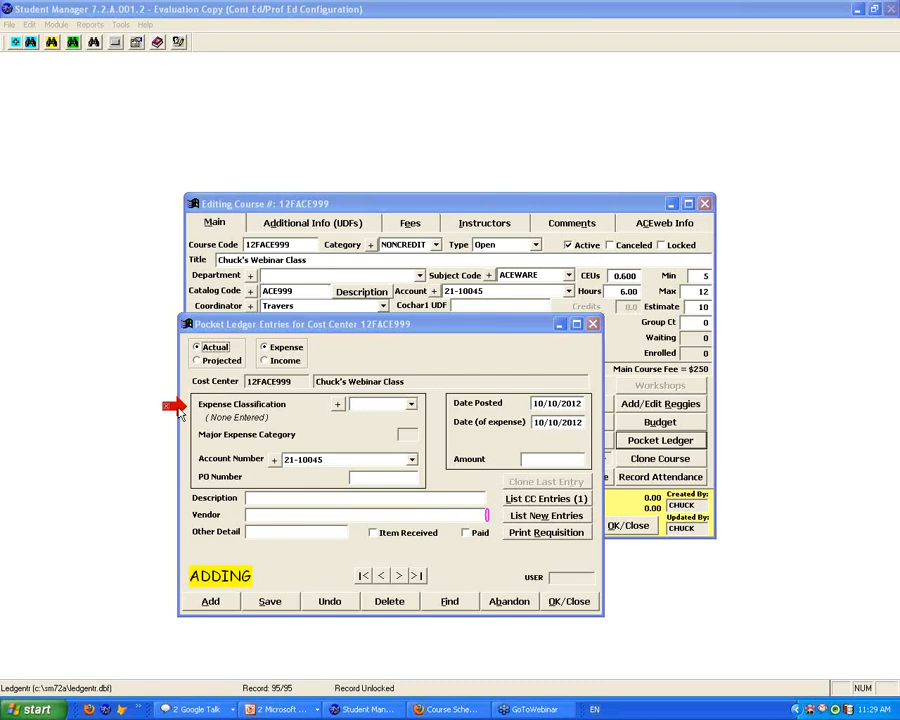 Student Manager 7.2.A.001.2 - Evaluation Copy (Cont Ed/Prof Ed Configuration)
File Edit Module Reports Tools Help
Editing Course #: 12FACE999
Main Additional Info (UDFs) Fees Instructors Comments ACEweb Info
Course Code 12FACE999 Category + NONCREDIT Type Open Active Canceled Locked
Title Chuck's Webinar Class
Department + Subject Code + ACEWARE CEUs 0.600 Min 5
Catalog Code + ACE999 Description Account + 21-10045 Hours 6.00 Max 12
Coordinator + Travers Cochar1 UDF Credits 0.0 Estimate 10
Group Ct 0
Waiting 0
Enrolled 0
Main Course Fee = $250
Workshops
Add/Edit Reggies
Budget
Pocket Ledger
Clone Course
Record Attendance
0.00 Created By:
0.00 CHUCK
OK/Close Updated By:
CHUCK
Pocket Ledger Entries for Cost Center 12FACE999
Actual Expense
Projected Income
Cost Center 12FACE999 Chuck's Webinar Class
Expense Classification + Date Posted 10/10/2012
( None Entered )
Date (of expense) 10/10/2012
Major Expense Category
Account Number + 21-10045 Amount
PO Number
Clone Last Entry
Description List CC Entries (1)
Vendor List New Entries
Other Detail Item Received Paid Print Requisition
ADDING |< < > >| USER
Add Save Undo Delete Find Abandon OK/Close
Ledgentr (c:\sm72a\ledgentr.dbf) Record: 95/95 Record Unlocked NUM
start 2 Google Talk 2 Microsoft ... Student Man... Course Sche... GoToWebinar EN 11:29 AM